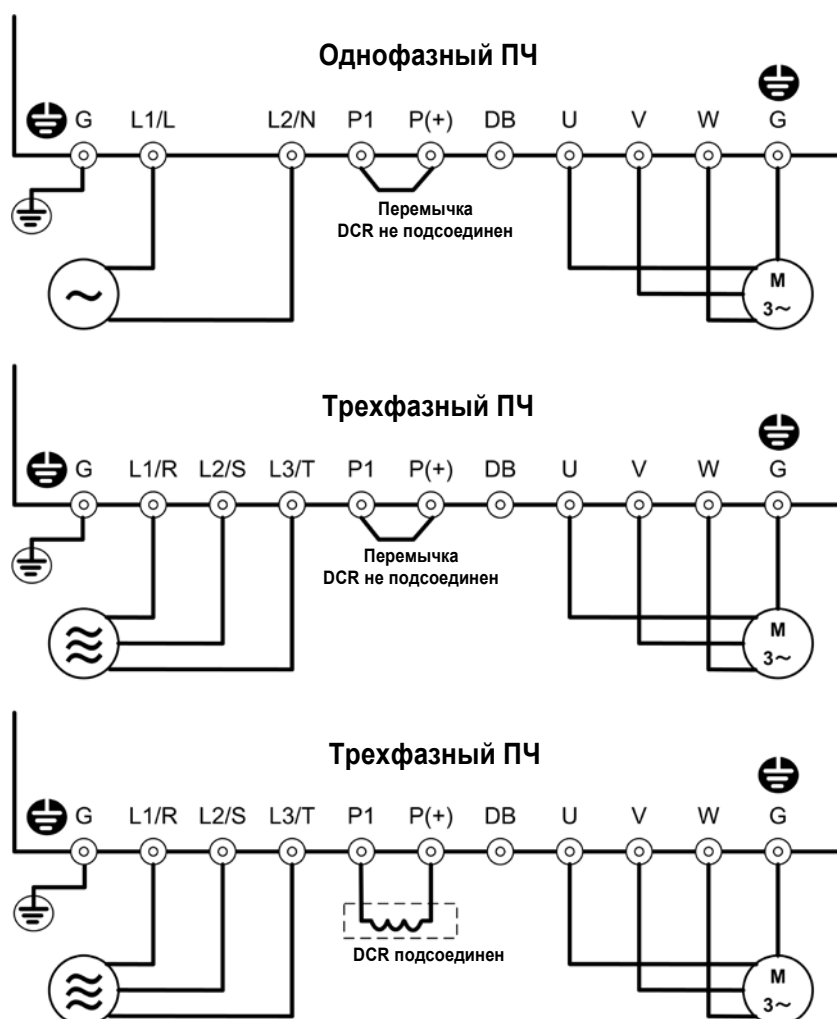 Однофазный ПЧ
G L1/L L2/N P1 P(+) DB U V W G
Перемычка
DCR не подсоединен
M
3~
Трехфазный ПЧ
G L1/R L2/S L3/T P1 P(+) DB U V W G
Перемычка
DCR не подсоединен
M
3~
Трехфазный ПЧ
G L1/R L2/S L3/T P1 P(+) DB U V W G
DCR подсоединен
M
3~